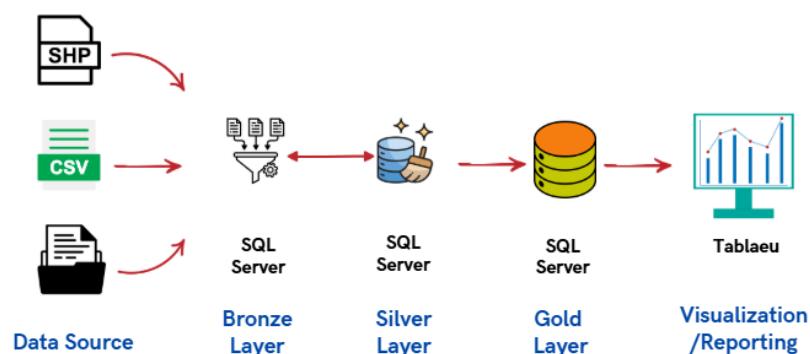 SHP
CSV
SQL
Server
SQL
Server
SQL
Server
Tablaeu
Data Source
Bronze
Layer
Silver
Layer
Gold
Layer
Visualization
/Reporting